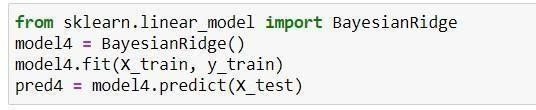 from sklearn.linear_model import BayesianRidge
model4 = BayesianRidge()
model4.fit(X_train, y_train)
pred4 = model4.predict(X_test)